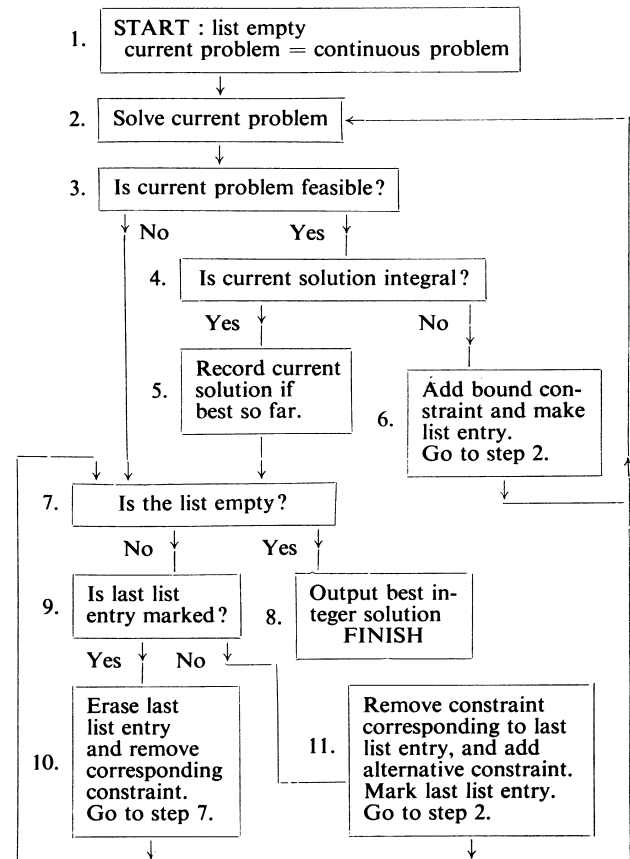 1. START : list empty
current problem = continuous problem
2. Solve current problem
3. Is current problem feasible?
No Yes
4. Is current solution integral?
Yes No
5. Record current
solution if
best so far.
6. Add bound con-
straint and make
list entry.
Go to step 2.
7. Is the list empty?
No Yes
9. Is last list
entry marked?
8. Output best in-
teger solution
FINISH
Yes No
10. Erase last
list entry
and remove
corresponding
constraint.
Go to step 7.
11. Remove constraint
corresponding to last
list entry, and add
alternative constraint.
Mark last list entry.
Go to step 2.